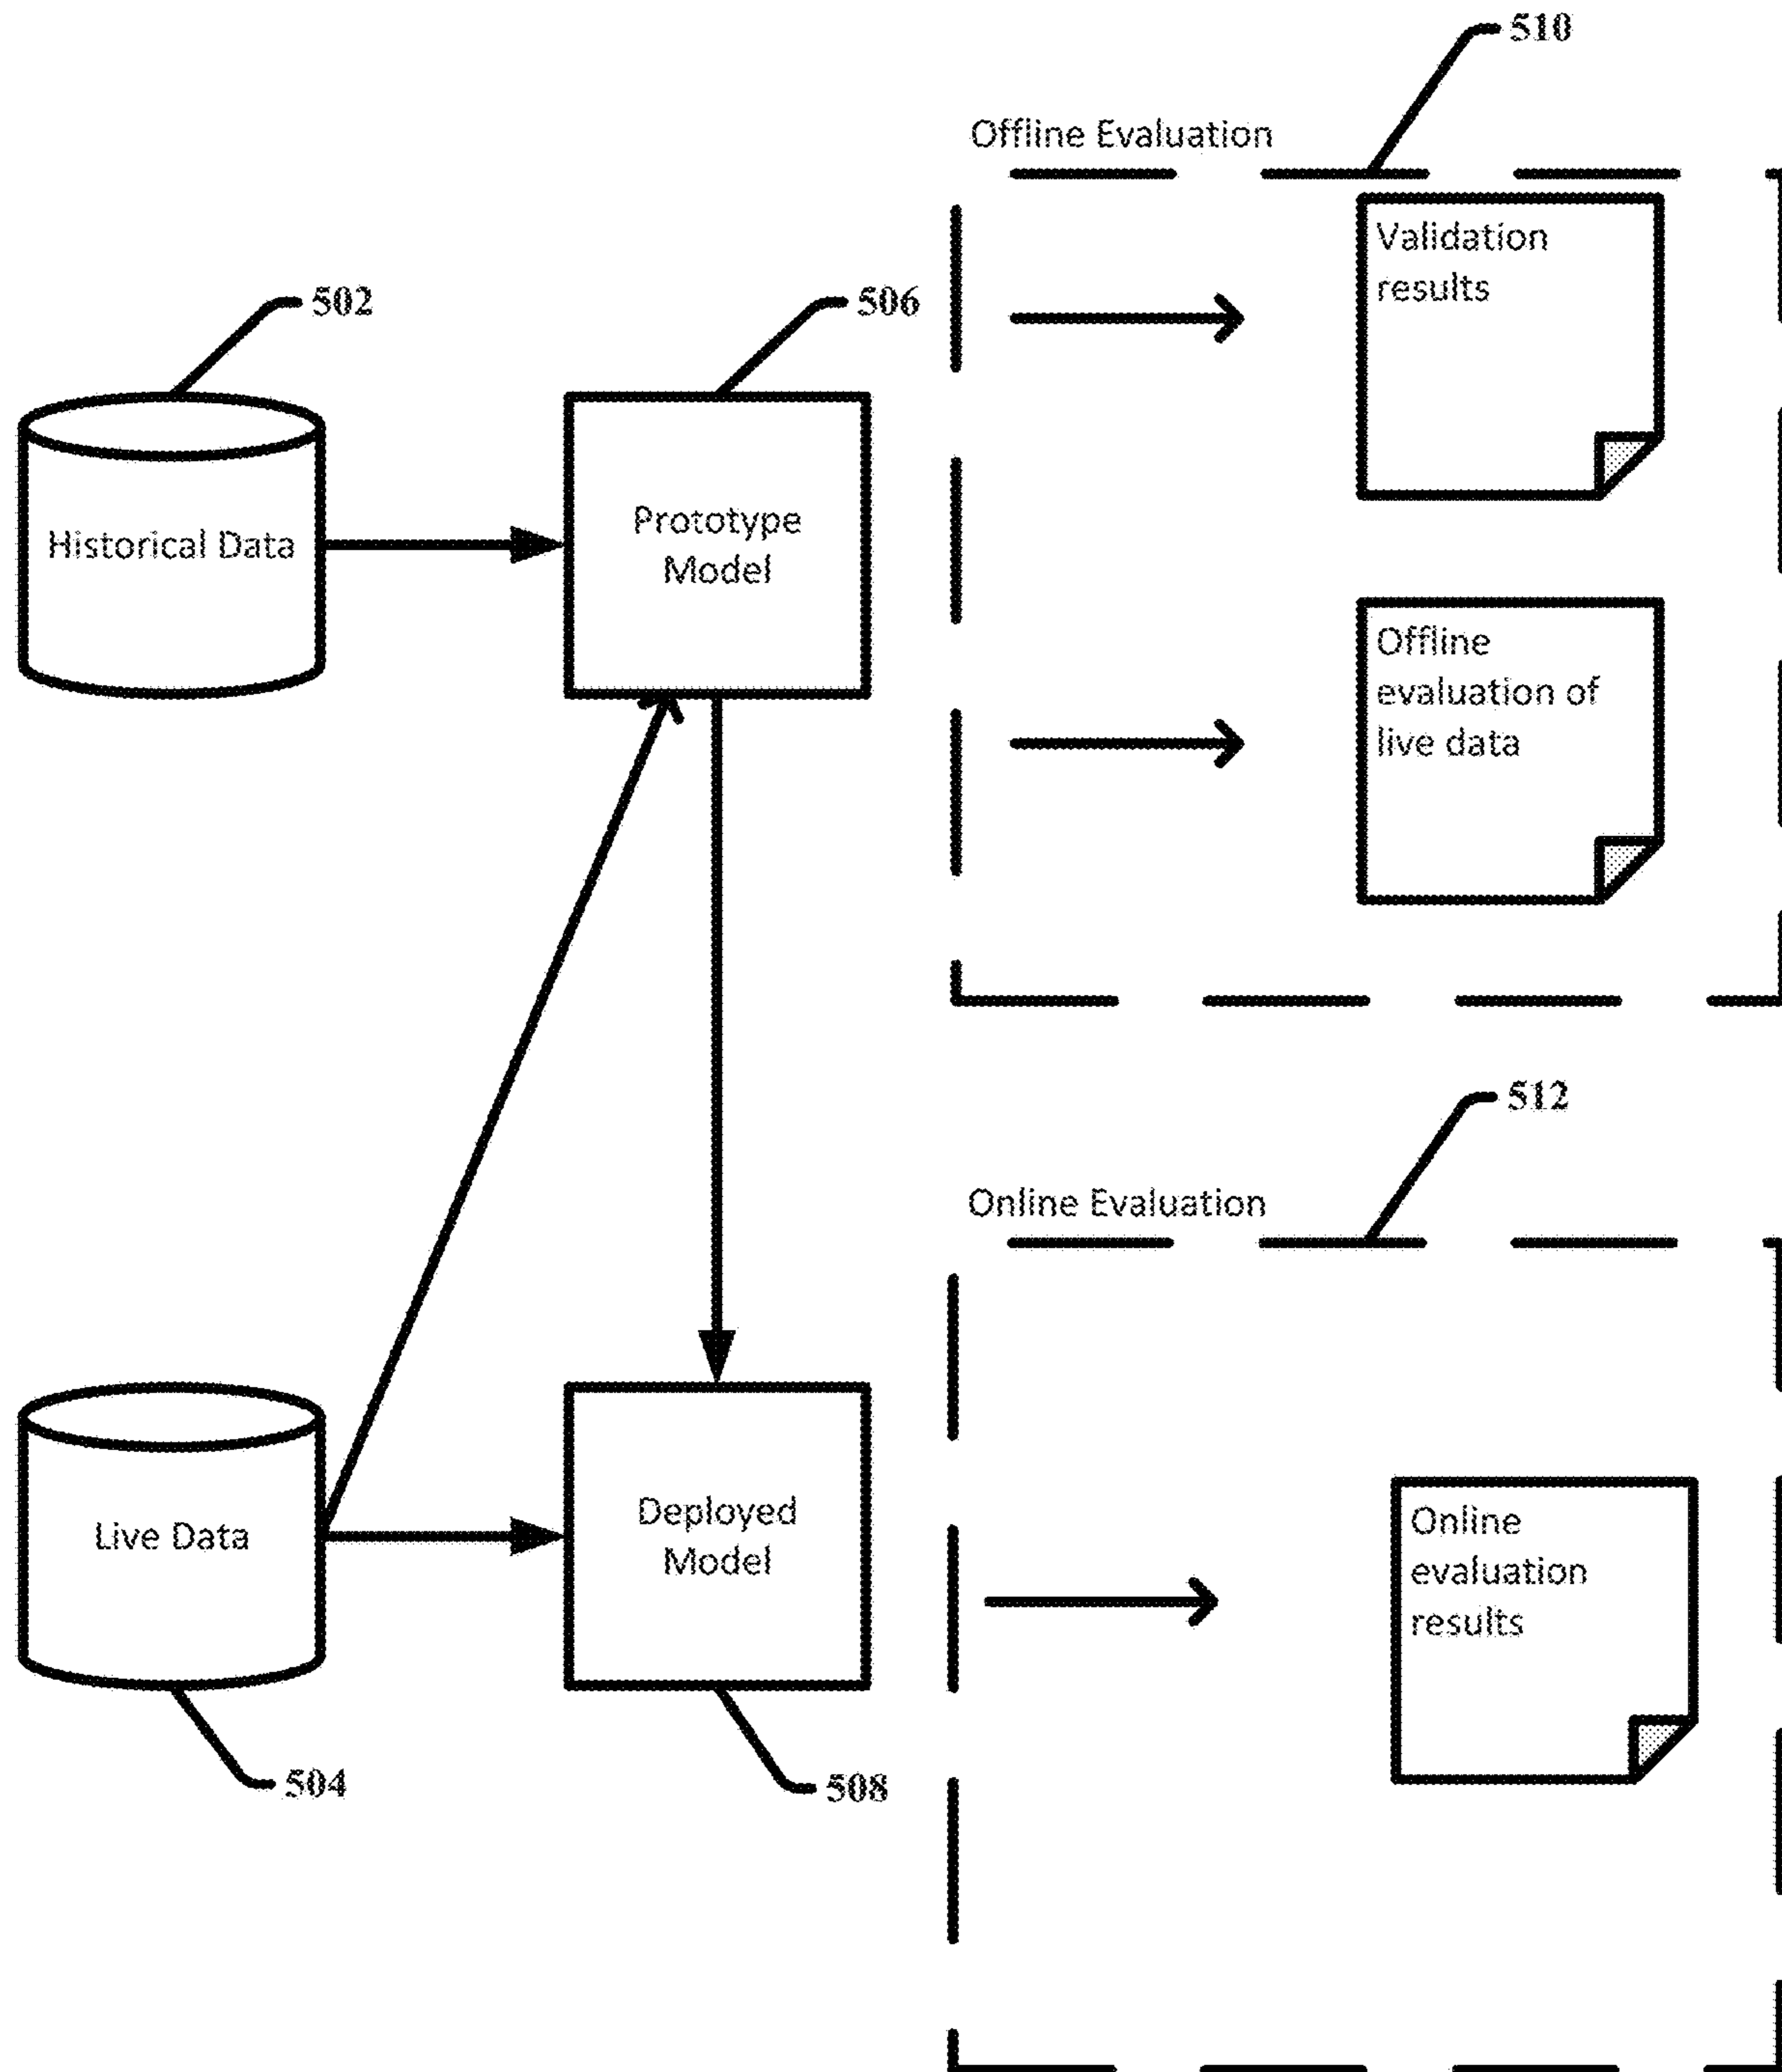 510
Offline Evaluation
Validation
results
502
506
Historical Data
Prototype
Model
Offline
evaluation of
live data
512
Online Evaluation
Live Data
Deployed
Model
Online
evaluation
results
504
508